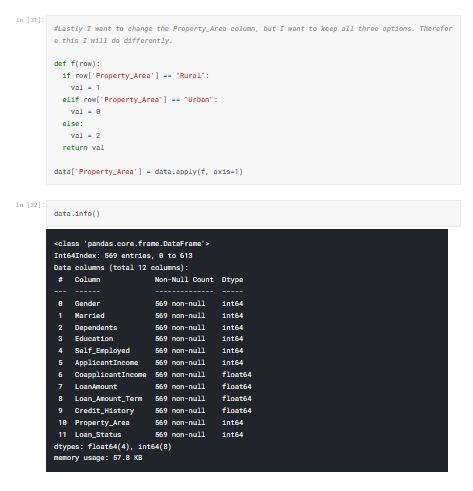 In [31]:
#Lastly I want to change the Property_Area column, but I want to keep all three options. Therefor
e this I will do differently.
def f(row):
if row['Property_Area'] == "Rural":
val = 1
elif row['Property_Area'] == "Urban":
val = 0
else:
val = 2
return val
data['Property_Area'] = data.apply(f, axis=1)
In [32]:
data.info()
<class 'pandas.core.frame.DataFrame'>
Int64Index: 569 entries, 0 to 613
Data columns (total 12 columns):
# Column Non-Null Count Dtype
--- ------ -------------- -----
0 Gender 569 non-null int64
1 Married 569 non-null int64
2 Dependents 569 non-null int64
3 Education 569 non-null int64
4 Self_Employed 569 non-null int64
5 ApplicantIncome 569 non-null int64
6 CoapplicantIncome 569 non-null float64
7 LoanAmount 569 non-null float64
8 Loan_Amount_Term 569 non-null float64
9 Credit_History 569 non-null float64
10 Property_Area 569 non-null int64
11 Loan_Status 569 non-null int64
dtypes: float64(4), int64(8)
memory usage: 57.8 KB